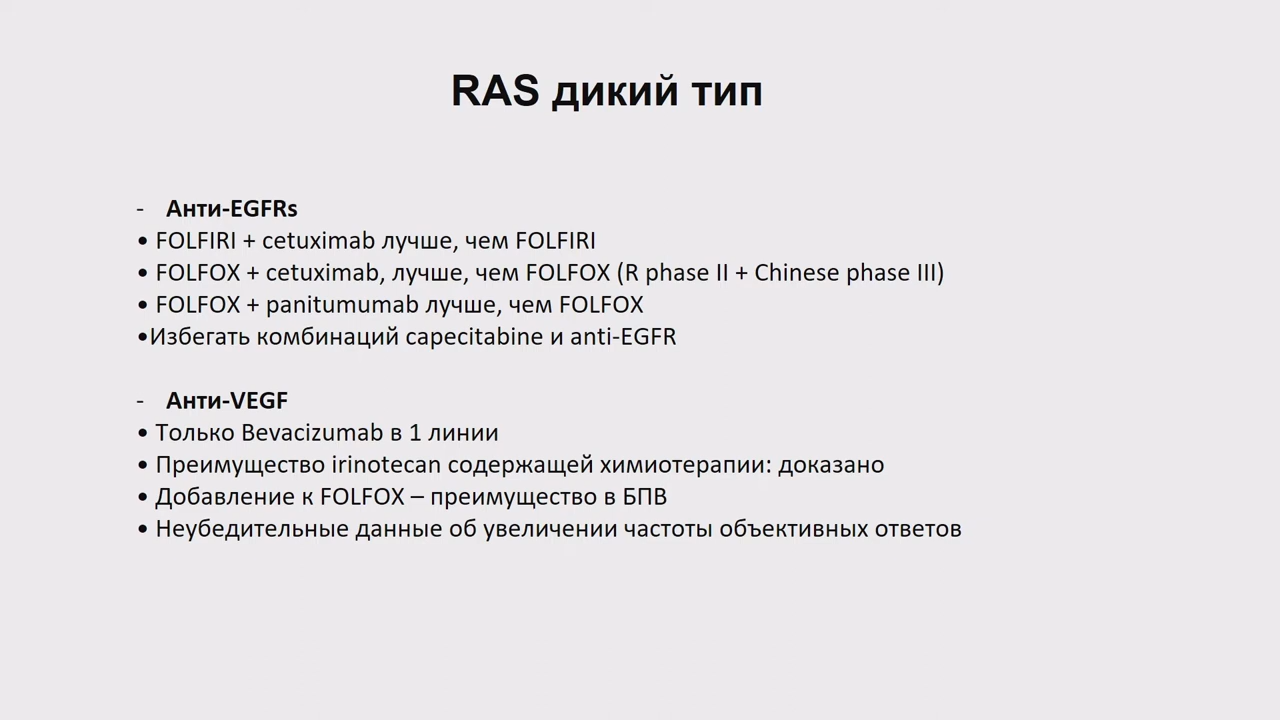 RAS дикий тип
- Анти-EGFRs
• FOLFIRI + cetuximab лучше, чем FOLFIRI
• FOLFOX + cetuximab, лучше, чем FOLFOX (R phase II + Chinese phase III)
• FOLFOX + panitumumab лучше, чем FOLFOX
•Избегать комбинаций capecitabine и anti-EGFR
- Анти-VEGF
• Только Bevacizumab в 1 линии
• Преимущество irinotecan содержащей химиотерапии: доказано
• Добавление к FOLFOX – преимущество в БПВ
• Неубедительные данные об увеличении частоты объективных ответов